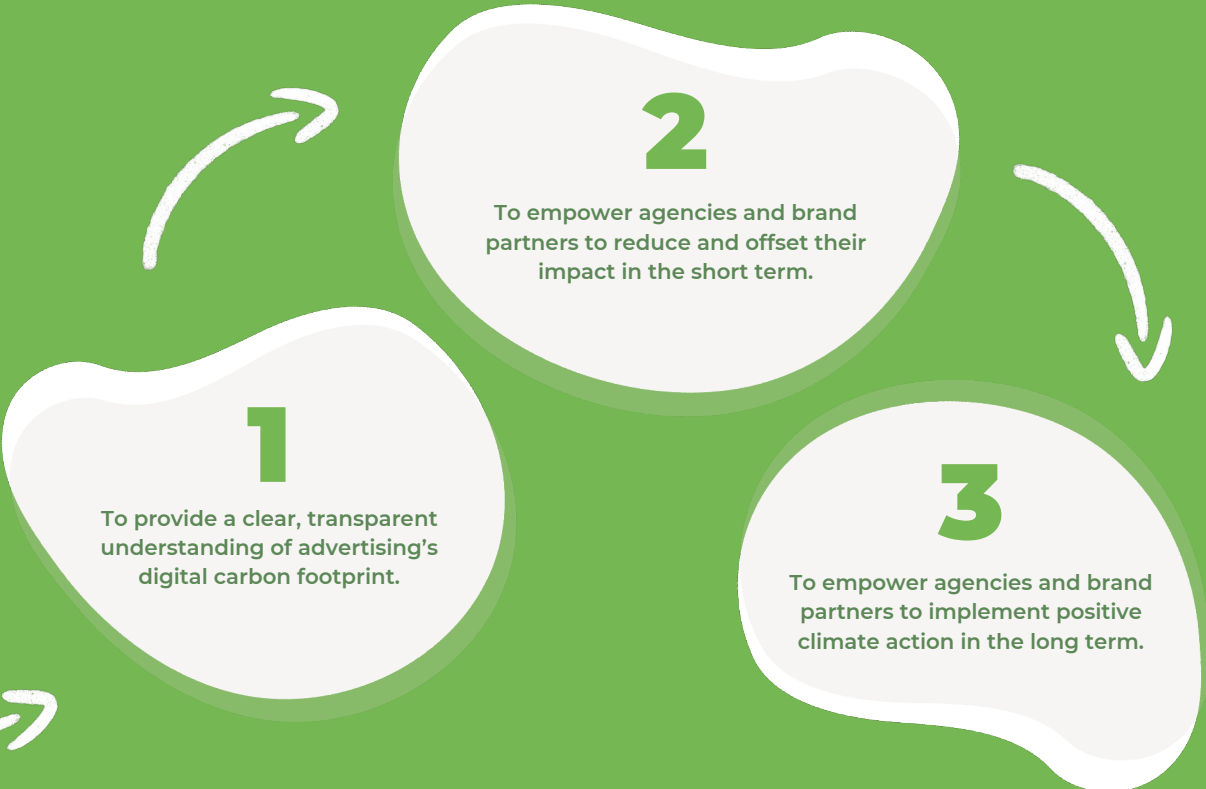 1
To provide a clear, transparent
understanding of advertising’s
digital carbon footprint.
2
To empower agencies and brand
partners to reduce and offset their
impact in the short term.
3
To empower agencies and brand
partners to implement positive
climate action in the long term.